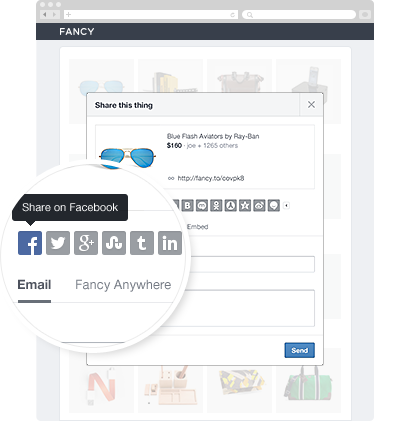 FANCY
Share this thing
Blue Flash Aviators by Ray-Ban
$160 · joe + 1265 others
http://fancy.to/covpk8
Share on Facebook
Embed
Email Fancy Anywhere
Send